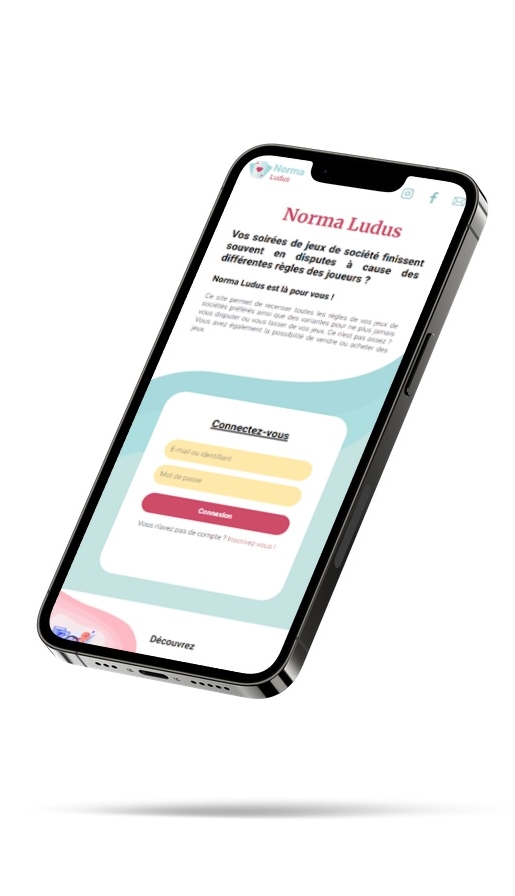 Norma
Ludus
Norma Ludus
Vos soirées de jeux de société finissent
souvent en disputes à cause des
différentes règles des joueurs ?
Norma Ludus est là pour vous !
Ce site permet de recenser toutes les règles de vos jeux de
sociétés préférés ainsi que des variantes pour ne plus jamais
vous disputer ou vous lasser de vos jeux. Ce n'est pas assez ?
Vous avez également la possibilité de vendre ou acheter des
jeux.
Connectez-vous
E-mail ou identifiant
Mot de passe
Connexion
Vous n'avez pas de compte ? Inscrivez-vous !
Découvrez